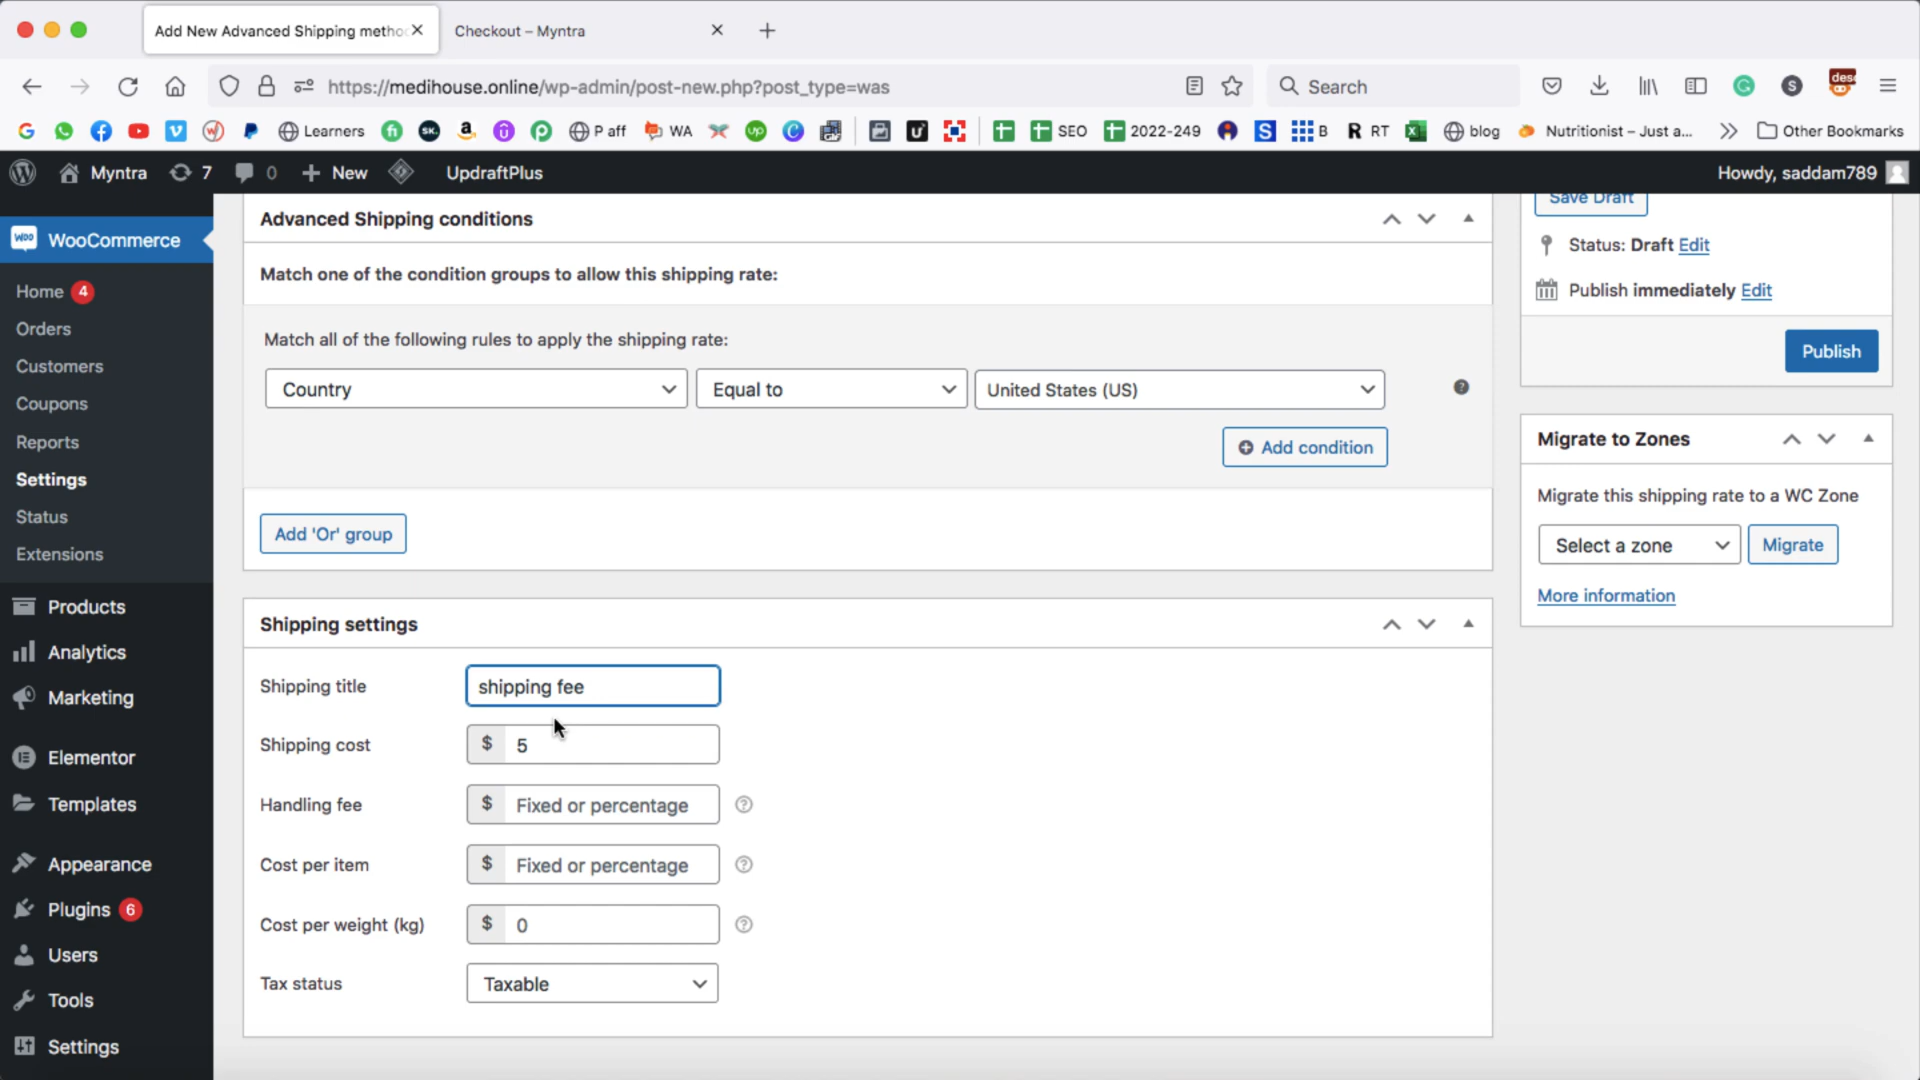 Add New Advanced Shipping metho
Checkout – Myntra
https://medihouse.online/wp-admin/post-new.php?post_type=was
Search
Learners
P aff
WA
SEO
2022-249
B
RT
blog
Nutritionist – Just a...
Other Bookmarks
Myntra
7
0
New
UpdraftPlus
Howdy, saddam789
WooCommerce
Home 4
Orders
Customers
Coupons
Reports
Settings
Status
Extensions
Products
Analytics
Marketing
Elementor
Templates
Appearance
Plugins 6
Users
Tools
Settings
Advanced Shipping conditions
Match one of the condition groups to allow this shipping rate:
Match all of the following rules to apply the shipping rate:
Country
Equal to
United States (US)
Add condition
Add 'Or' group
Shipping settings
Shipping title
shipping fee
Shipping cost
$ 5
Handling fee
$ Fixed or percentage
Cost per item
$ Fixed or percentage
Cost per weight (kg)
$ 0
Tax status
Taxable
Save Draft
Status: Draft Edit
Publish immediately Edit
Publish
Migrate to Zones
Migrate this shipping rate to a WC Zone
Select a zone
Migrate
More information